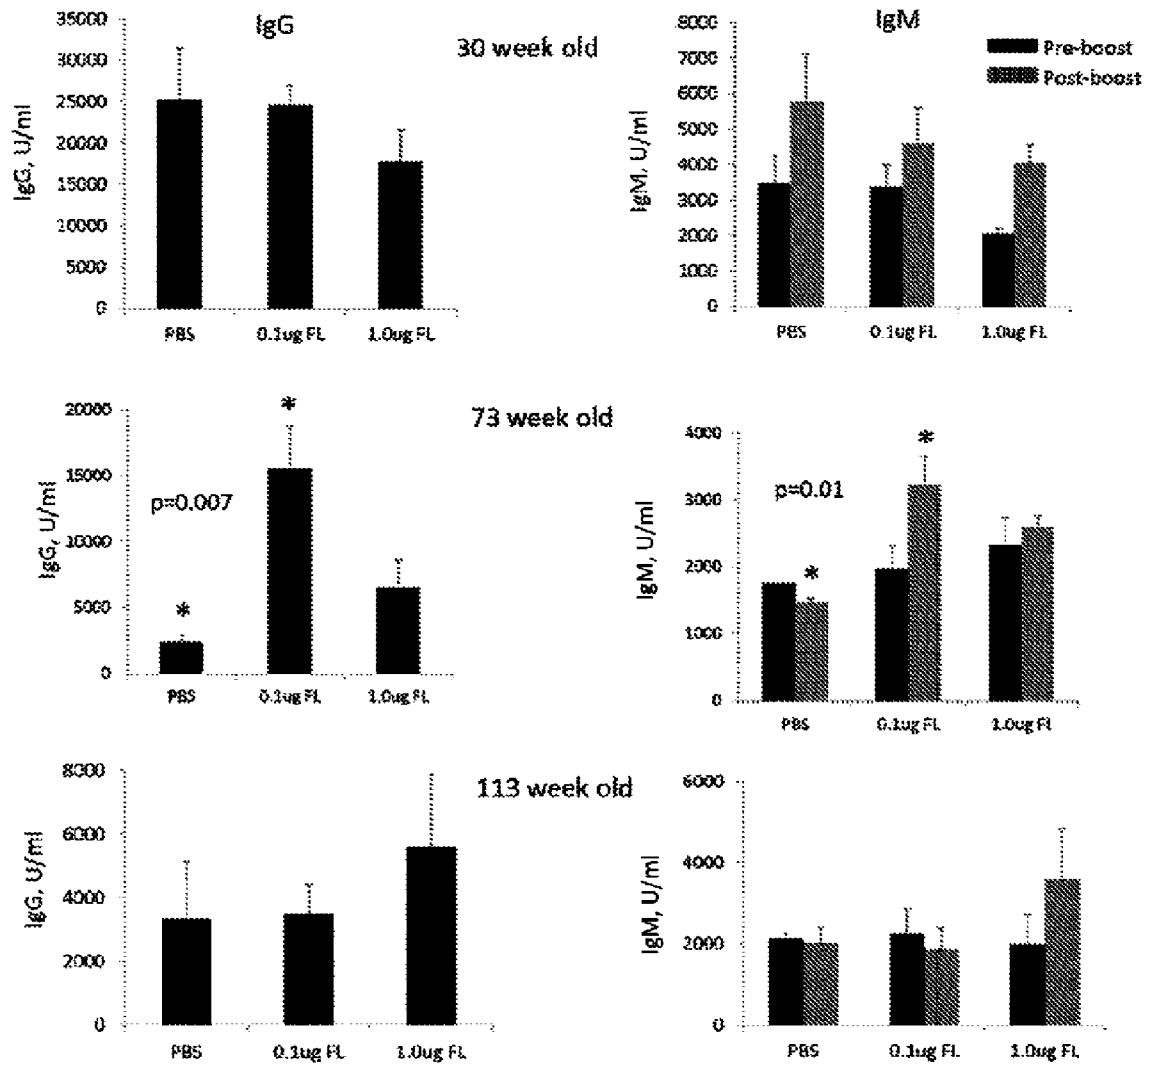 IgG
30 week old
IgM
Pre-boost
Post-boost
IgG, U/ml
35000
30000
25000
20000
15000
10000
5000
0
PBS
0.1ug FL
1.0ug FL
IgM, U/ml
8000
7000
6000
5000
4000
3000
2000
1000
0
PBS
0.1ug FL
1.0ug FL
73 week old
IgG, U/ml
20000
15000
10000
5000
0
p=0.007
*
*
PBS
0.1ug FL
1.0ug FL
IgM, U/ml
4000
3000
2000
1000
0
p=0.01
*
*
PBS
0.1ug FL
1.0ug FL
113 week old
IgG, U/ml
8000
6000
4000
2000
0
PBS
0.1ug FL
1.0ug FL
IgM, U/ml
6000
4000
2000
0
PBS
0.1ug FL
1.0ug FL